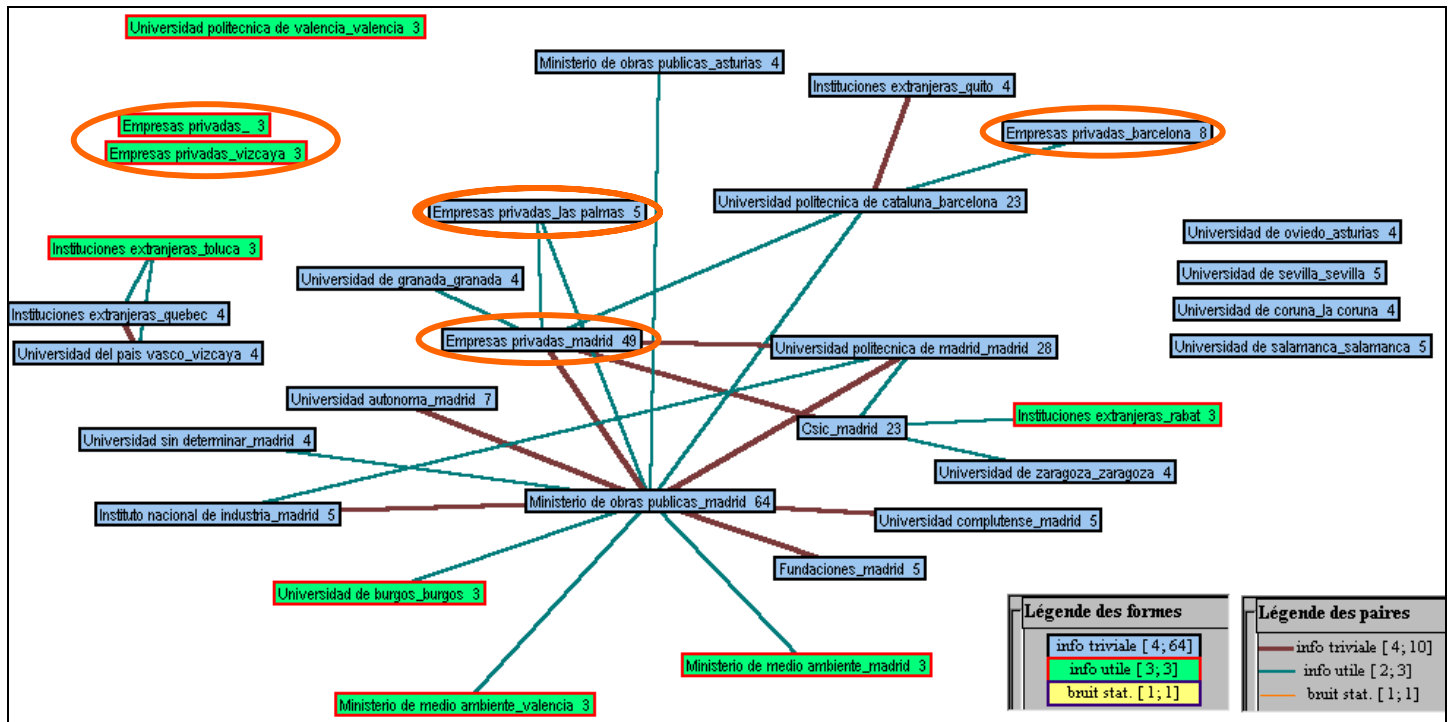 Universidad politecnica de valencia_valencia 3
Ministerio de obras publicas_asturias 4
Instituciones extranjeras_quito 4
Empresas privadas_ 3
Empresas privadas_barcelona 8
Empresas privadas_vizcaya 3
Universidad politecnica de cataluna_barcelona 23
Empresas privadas_las palmas 5
Universidad de oviedo_asturias 4
Instituciones extranjeras_toluca 3
Universidad de sevilla_sevilla 5
Universidad de granada_granada 4
Universidad de coruna_la coruna 4
Instituciones extranjeras_quebec 4
Empresas privadas_madrid 49
Universidad politecnica de madrid_madrid 28
Universidad de salamanca_salamanca 5
Universidad del pais vasco_vizcaya 4
Universidad autonoma_madrid 7
Instituciones extranjeras_rabat 3
Csic_madrid 23
Universidad sin determinar_madrid 4
Universidad de zaragoza_zaragoza 4
Ministerio de obras publicas_madrid 64
Instituto nacional de industria_madrid 5
Universidad complutense_madrid 5
Fundaciones_madrid 5
Universidad de burgos_burgos 3
Ministerio de medio ambiente_madrid 3
Ministerio de medio ambiente_valencia 3
Légende des formes
info triviale [ 4; 64]
info utile [ 3; 3]
bruit stat. [ 1; 1]
Légende des paires
info triviale [ 4; 10]
info utile [ 2; 3]
bruit stat. [ 1; 1]